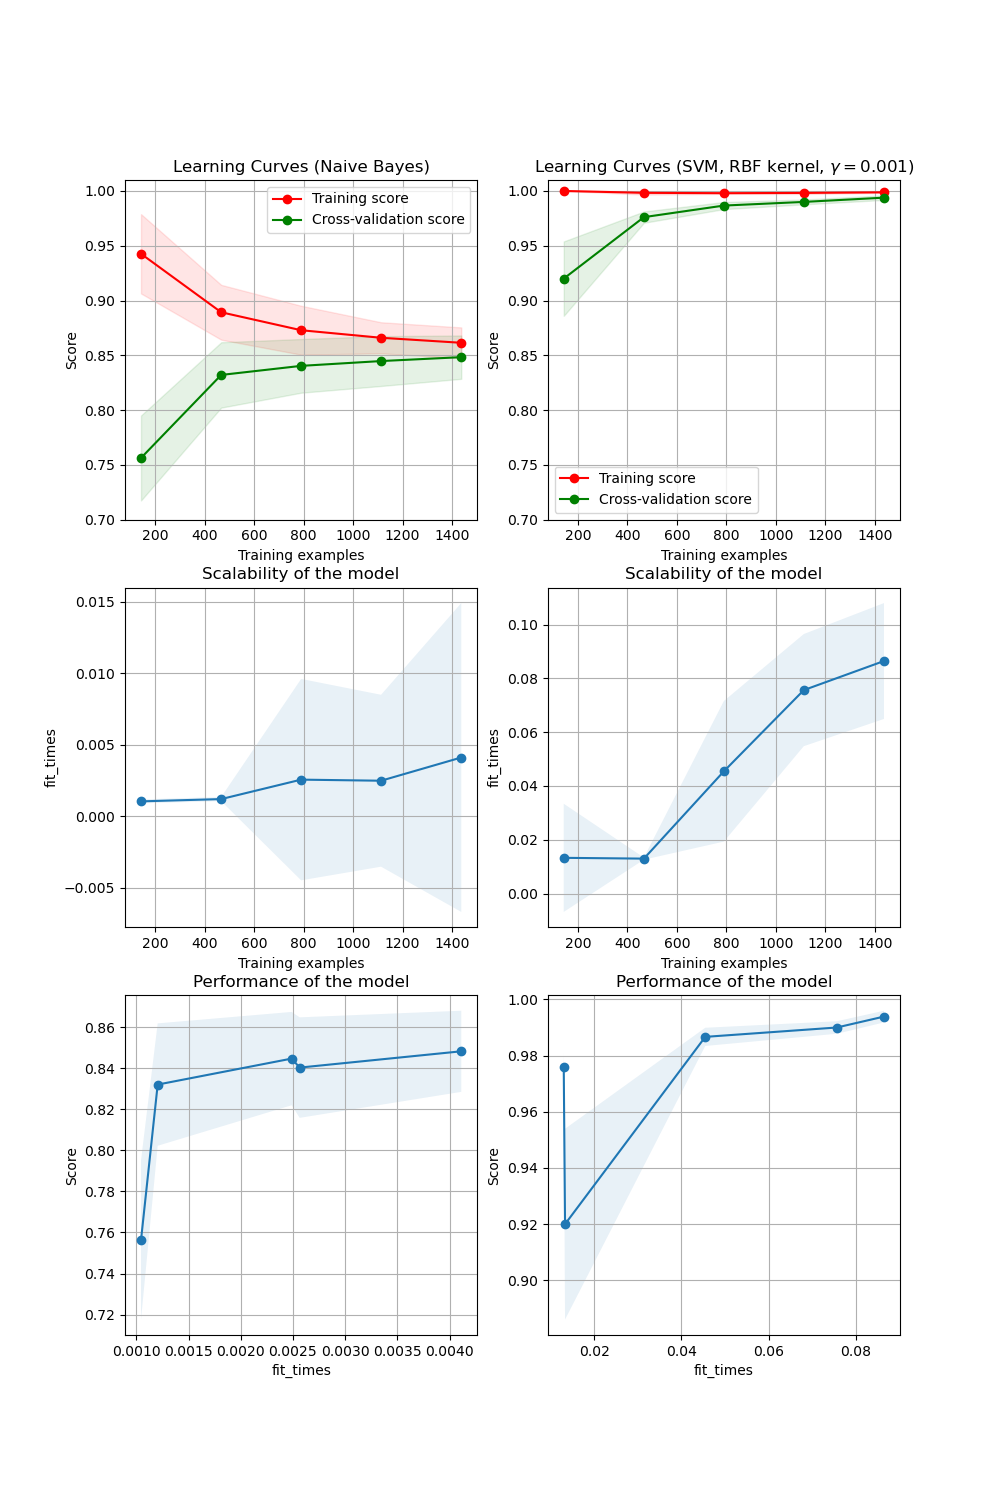 Learning Curves (Naive Bayes)
1.00
0.95
0.90
0.85
0.80
0.75
0.70
Score
Training score
Cross-validation score
200 400 600 800 1000 1200 1400
Training examples
Learning Curves (SVM, RBF kernel, γ = 0.001)
1.00
0.95
0.90
0.85
0.80
0.75
0.70
Score
Training score
Cross-validation score
200 400 600 800 1000 1200 1400
Training examples
Scalability of the model
0.015
0.010
0.005
0.000
−0.005
fit_times
200 400 600 800 1000 1200 1400
Training examples
Scalability of the model
0.10
0.08
0.06
0.04
0.02
0.00
fit_times
200 400 600 800 1000 1200 1400
Training examples
Performance of the model
0.86
0.84
0.82
0.80
0.78
0.76
0.74
0.72
Score
0.0010 0.0015 0.0020 0.0025 0.0030 0.0035 0.0040
fit_times
Performance of the model
1.00
0.98
0.96
0.94
0.92
0.90
Score
0.02 0.04 0.06 0.08
fit_times